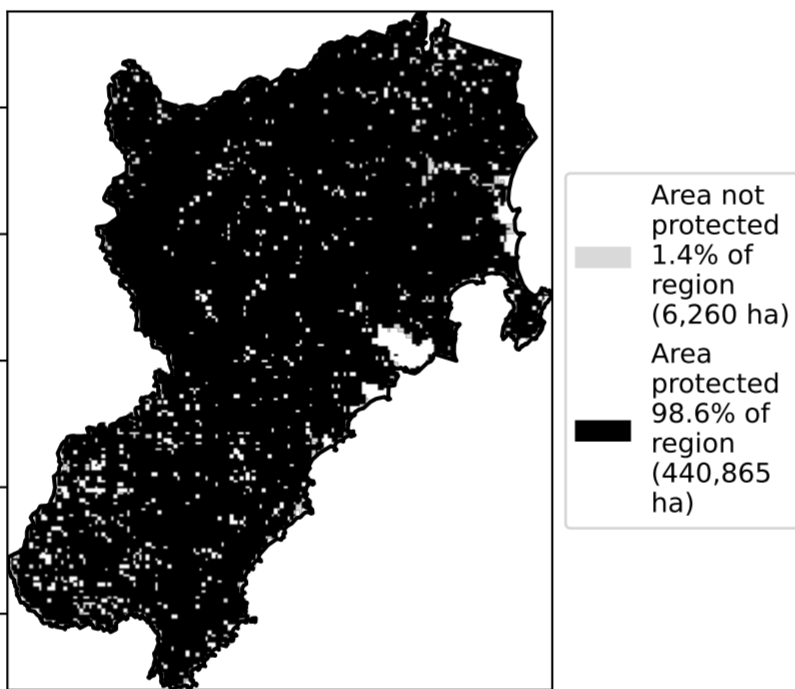 Area not
protected
1.4% of
region
(6,260 ha)
Area
protected
98.6% of
region
(440,865
ha)